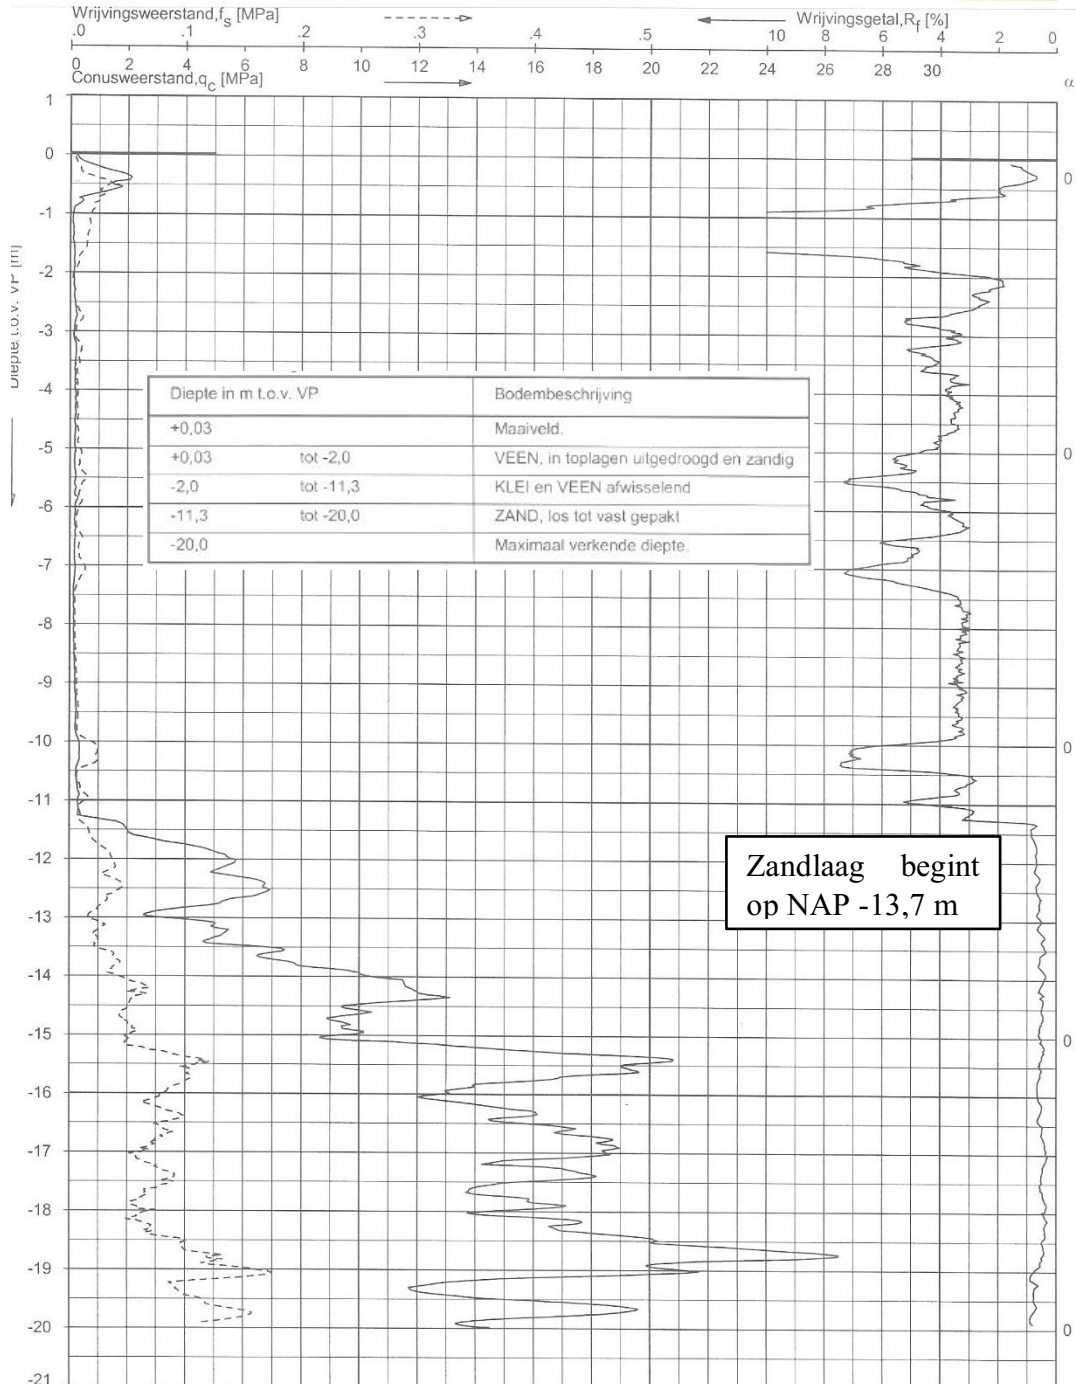 Wrijvingsweerstand,fs [MPa] Wrijvingsgetal,Rf [%]
.0 .1 .2 .3 .4 .5 10 8 6 4 2 0
0 2 4 6 8 10 12 14 16 18 20 22 24 26 28 30
Conusweerstand,qc [MPa] α
1
0
0
-1
Diepte t.o.v. VP [m]
-2
-3
-4
Diepte in m t.o.v. VP Bodembeschrijving
+0,03 Maaiveld.
+0,03 tot -2,0 VEEN, in toplagen uitgedroogd en zandig
-2,0 tot -11,3 KLEI en VEEN afwisselend
-11,3 tot -20,0 ZAND, los tot vast gepakt
-20,0 Maximaal verkende diepte.
-5 0
-6
-7
-8
-9
-10 0
-11
-12
Zandlaag begint
op NAP -13,7 m
-13
-14
-15 0
-16
-17
-18
-19
-20 0
-21